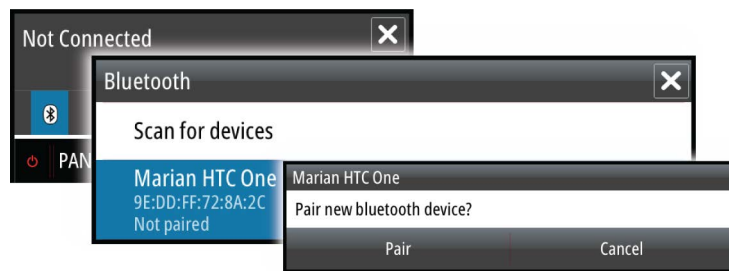 Not Connected
Bluetooth
Scan for devices
PAN
Marian HTC One
9E:DD:FF:72:8A:2C
Not paired
Marian HTC One
Pair new bluetooth device?
Pair Cancel